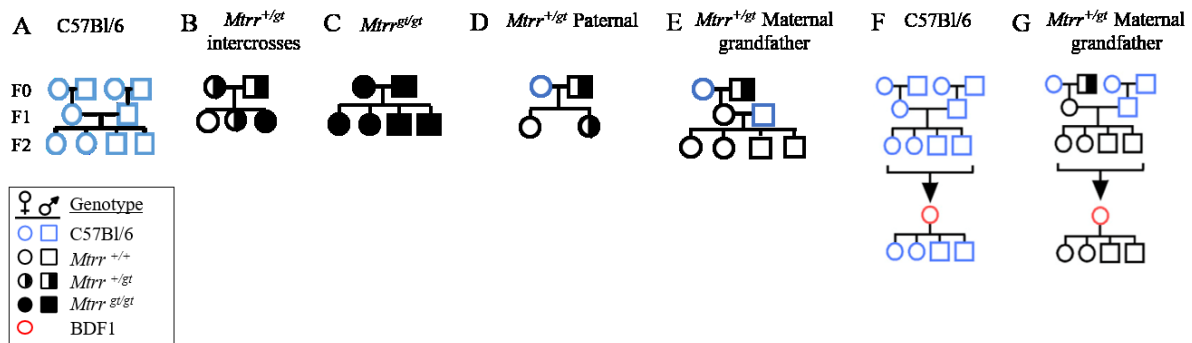 A C57Bl/6
B Mtrr+/gt intercrosses
C Mtrrgt/gt
D Mtrr+/gt Paternal
E Mtrr+/gt Maternal grandfather
F C57Bl/6
G Mtrr+/gt Maternal grandfather
F0
F1
F2
♀ ♂ Genotype
C57Bl/6
Mtrr +/+
Mtrr +/gt
Mtrr gt/gt
BDF1